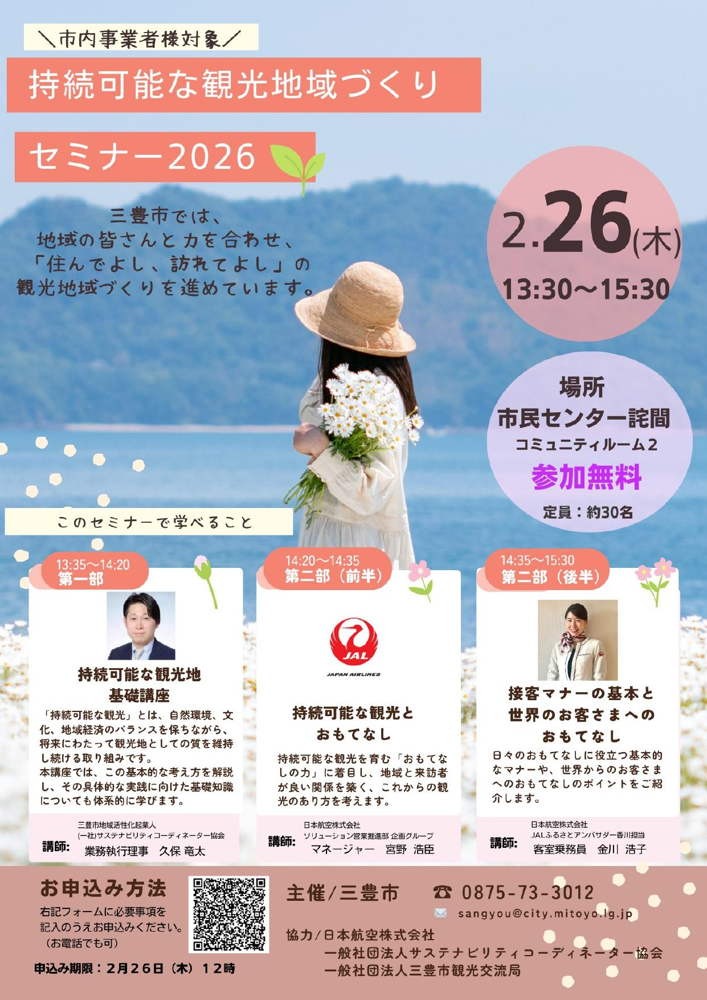 ＼市内事業者様対象／
持続可能な観光地域づくり
セミナー2026
三豊市では、
地域の皆さんと力を合わせ、
「住んでよし、訪れてよし」の
観光地域づくりを進めています。
2.26(木)
13:30～15:30
場所
市民センター詫間
コミュニティルーム2
参加無料
定員：約30名
このセミナーで学べること
13:35～14:20
第一部
持続可能な観光地
基礎講座
「持続可能な観光」とは、自然環境、文
化、地域経済のバランスを保ちながら、
将来にわたって観光地としての質を維持
し続ける取り組みです。
本講座では、この基本的な考え方を解説
し、その具体的な実践に向けた基礎知識
についても体系的に学びます。
三豊市地域活性化起業人
(一社)サステナビリティコーディネーター協会
講師: 業務執行理事 久保 竜太
14:20～14:35
第二部（前半）
JAL
JAPAN AIRLINES
持続可能な観光と
おもてなし
持続可能な観光を育む「おもてな
しの力」に着目し、地域と来訪者
が良い関係を築く、これからの観
光のあり方を考えます。
日本航空株式会社
ソリューション営業推進部 企画グループ
講師: マネージャー 宮野 浩臣
14:35～15:30
第二部（後半）
接客マナーの基本と
世界のお客さまへの
おもてなし
日々のおもてなしに役立つ基本的
なマナーや、世界からのお客さま
へのおもてなしのポイントをご紹
介します。
日本航空株式会社
JALふるさとアンバサダー香川担当
講師: 客室乗務員 金川 浩子
お申込み方法
右記フォームに必要事項を
記入のうえお申込みください。
（お電話でも可）
申込み期限：２月２６日（木）１２時
主催/三豊市 ☎ 0875-73-3012
✉ sangyou@city.mitoyo.lg.jp
協力/日本航空株式会社
一般社団法人サステナビリティコーディネーター協会
一般社団法人三豊市観光交流局